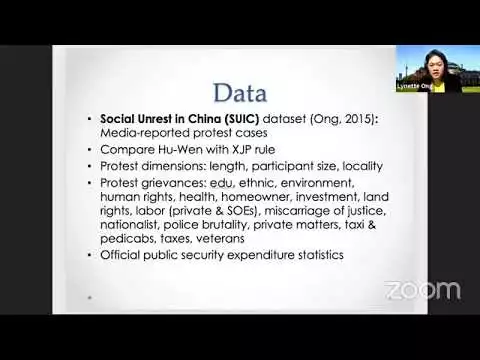 Data
• Social Unrest in China (SUIC) dataset (Ong, 2015):
Media-reported protest cases
• Compare Hu-Wen with XJP rule
• Protest dimensions: length, participant size, locality
• Protest grievances: edu, ethnic, environment,
human rights, health, homeowner, investment, land
rights, labor (private & SOEs), miscarriage of justice,
nationalist, police brutality, private matters, taxi &
pedicabs, taxes, veterans
• Official public security expenditure statistics
Lynette Ong
zoom